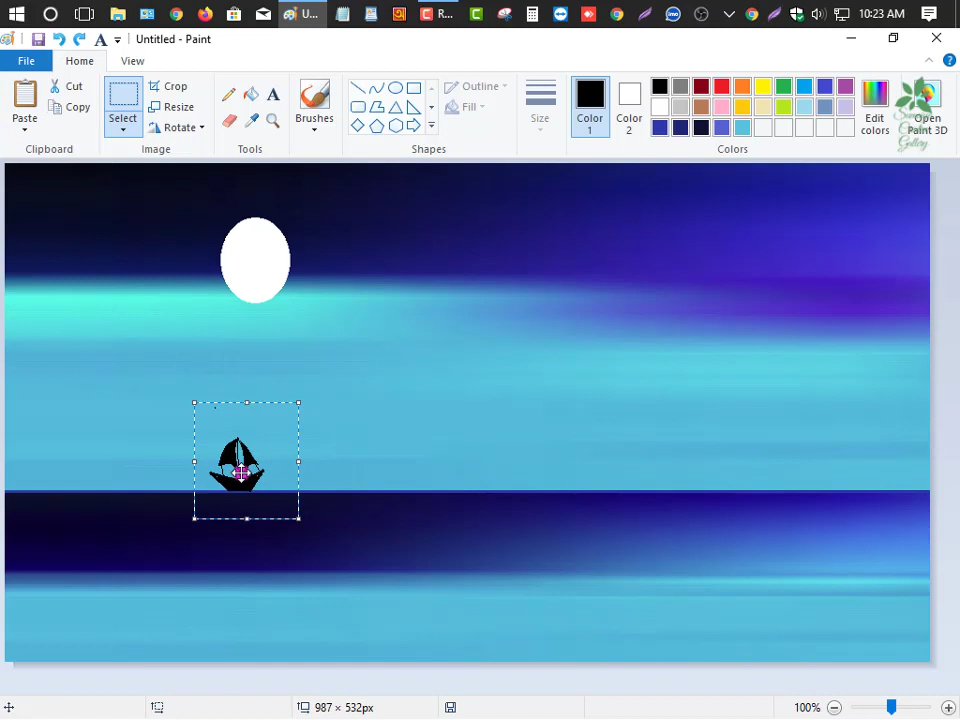 U...
R...
10:23 AM
Untitled - Paint
File
Home
View
Paste
Cut
Copy
Clipboard
Select
Crop
Resize
Rotate
Image
Tools
Brushes
Outline
Fill
Shapes
Size
Color 1
Color 2
Edit colors
Open Paint 3D
Colors
987 × 532px
100%